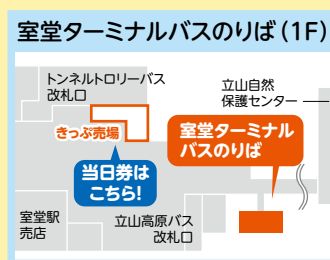 室堂ターミナルバスのりば(1F)
トンネルトロリーバス
改札口
立山自然
保護センター
きっぷ売場
室堂ターミナル
バスのりば
当日券は
こちら!
室堂駅
売店
立山高原バス
改札口